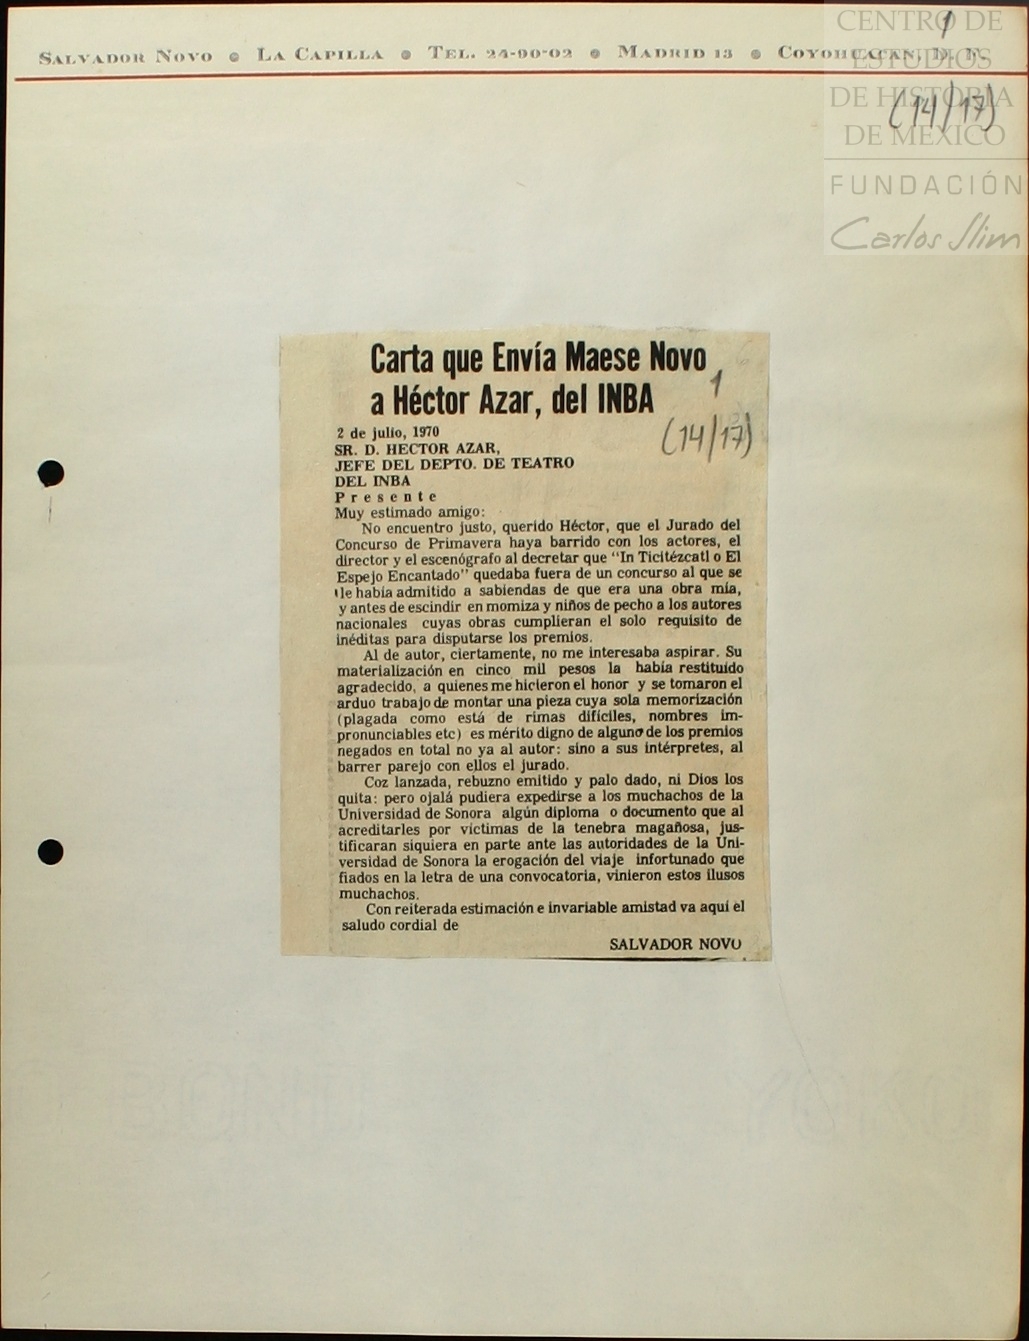 SALVADOR NOVO ● LA CAPILLA ● TEL. 24-90-02 ● MADRID 13 ● COYOHUACAN, D. F.
1
(14/17)
CENTRO DE
ESTUDIOS
DE HISTORIA
DE MEXICO
FUNDACIÓN
Carlos Slim
Carta que Envía Maese Novo
a Héctor Azar, del INBA
1
(14/17)
2 de julio, 1970
SR. D. HECTOR AZAR,
JEFE DEL DEPTO. DE TEATRO
DEL INBA
P r e s e n t e
Muy estimado amigo:
No encuentro justo, querido Héctor, que el Jurado del
Concurso de Primavera haya barrido con los actores, el
director y el escenógrafo al decretar que "In Ticitézcatl o El
Espejo Encantado" quedaba fuera de un concurso al que se
le había admitido a sabiendas de que era una obra mía,
y antes de escindir en momiza y niños de pecho a los autores
nacionales cuyas obras cumplieran el solo requisito de
inéditas para disputarse los premios.
Al de autor, ciertamente, no me interesaba aspirar. Su
materialización en cinco mil pesos la había restituído
agradecido, a quienes me hicieron el honor y se tomaron el
arduo trabajo de montar una pieza cuya sola memorización
(plagada como está de rimas difíciles, nombres im-
pronunciables etc) es mérito digno de alguno de los premios
negados en total no ya al autor: sino a sus intérpretes, al
barrer parejo con ellos el jurado.
Coz lanzada, rebuzno emitido y palo dado, ni Dios los
quita: pero ojalá pudiera expedirse a los muchachos de la
Universidad de Sonora algún diploma o documento que al
acreditarles por víctimas de la tenebra magañosa, jus-
tificaran siquiera en parte ante las autoridades de la Uni-
versidad de Sonora la erogación del viaje infortunado que
fiados en la letra de una convocatoria, vinieron estos ilusos
muchachos.
Con reiterada estimación e invariable amistad va aquí el
saludo cordial de
SALVADOR NOVO